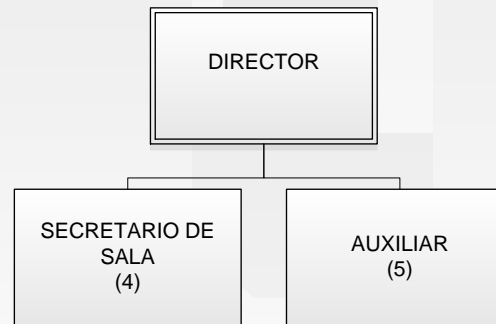 DIRECTOR
SECRETARIO DE
SALA
(4)
AUXILIAR
(5)